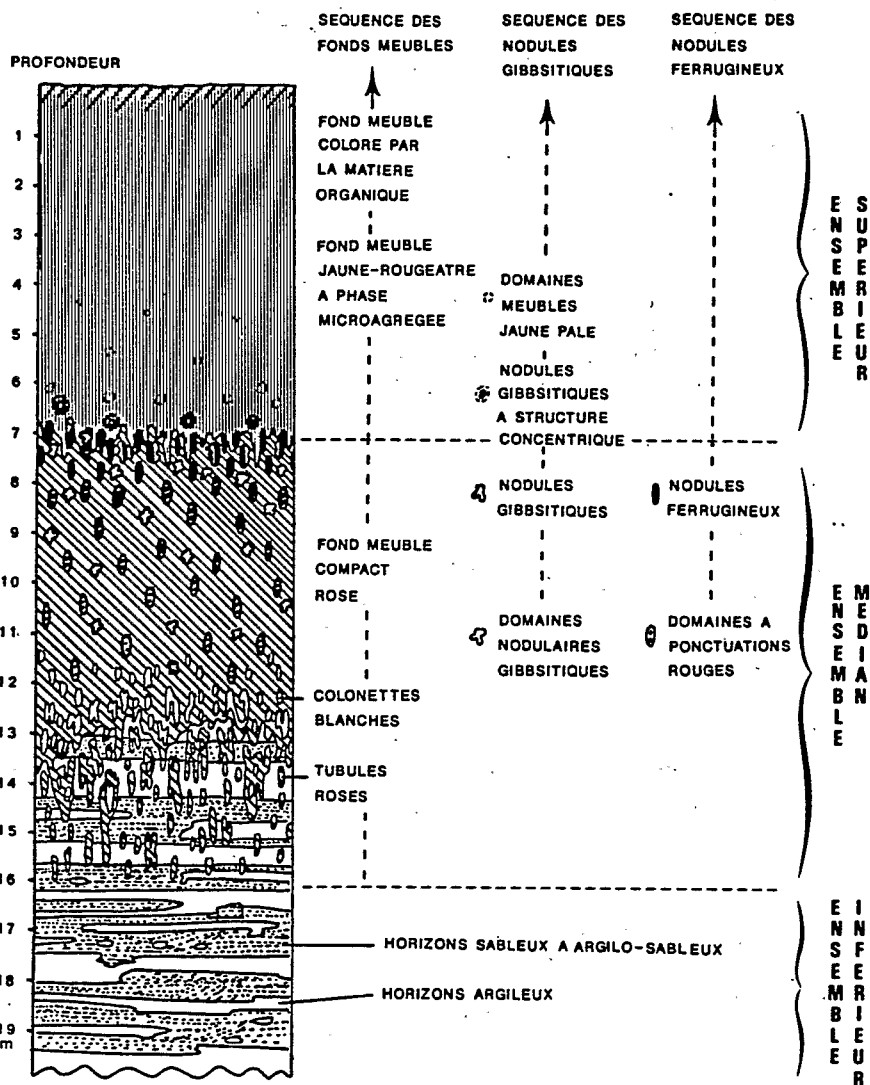 SEQUENCE DES
FONDS MEUBLES
SEQUENCE DES
NODULES
GIBBSITIQUES
SEQUENCE DES
NODULES
FERRUGINEUX
PROFONDEUR
1
2
3
4
5
6
7
8
9
10
11
12
13
14
15
16
17
18
19
m
FOND MEUBLE
COLORE PAR
LA MATIERE
ORGANIQUE
FOND MEUBLE
JAUNE-ROUGEATRE
A PHASE
MICROAGREGEE
FOND MEUBLE
COMPACT
ROSE
COLONETTES
BLANCHES
TUBULES
ROSES
DOMAINES
MEUBLES
JAUNE PALE
NODULES
GIBBSITIQUES
A STRUCTURE
CONCENTRIQUE
NODULES
GIBBSITIQUES
DOMAINES
NODULAIRES
GIBBSITIQUES
NODULES
FERRUGINEUX
DOMAINES A
PONCTUATIONS
ROUGES
HORIZONS SABLEUX A ARGILO-SABLEUX
HORIZONS ARGILEUX
ENSEMBLE
SUPERIEUR
ENSEMBLE
MEDIAN
ENSEMBLE
INFERIEUR